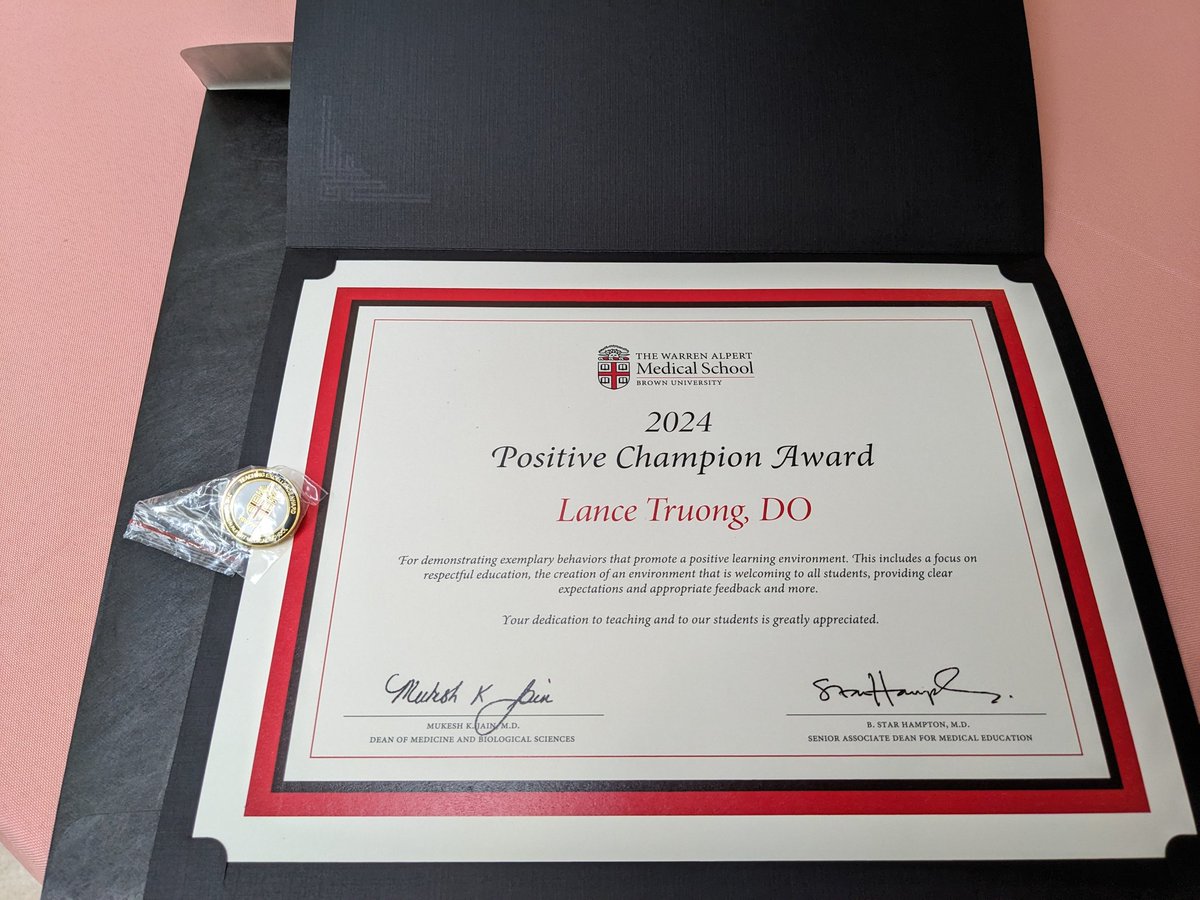 THE WARREN ALPERT
Medical School
BROWN UNIVERSITY
2024
Positive Champion Award
Lance Truong, DO
For demonstrating exemplary behaviors that promote a positive learning environment. This includes a focus on
respectful education, the creation of an environment that is welcoming to all students, providing clear
expectations and appropriate feedback and more.
Your dedication to teaching and to our students is greatly appreciated.
Mukesh K Jain
Star Hampton
MUKESH K. JAIN, M.D.
B. STAR HAMPTON, M.D.
DEAN OF MEDICINE AND BIOLOGICAL SCIENCES
SENIOR ASSOCIATE DEAN FOR MEDICAL EDUCATION
TEACHING